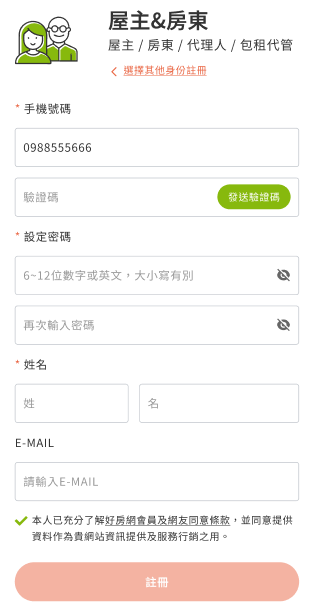 屋主&房東
屋主 / 房東 / 代理人 / 包租代管
選擇其他身份註冊
* 手機號碼
0988555666
驗證碼
發送驗證碼
* 設定密碼
6~12位數字或英文，大小寫有別
再次輸入密碼
* 姓名
姓
名
E-MAIL
請輸入E-MAIL
本人已充分了解好房網會員及網友同意條款，並同意提供
資料作為貴網站資訊提供及服務行銷之用。
註冊